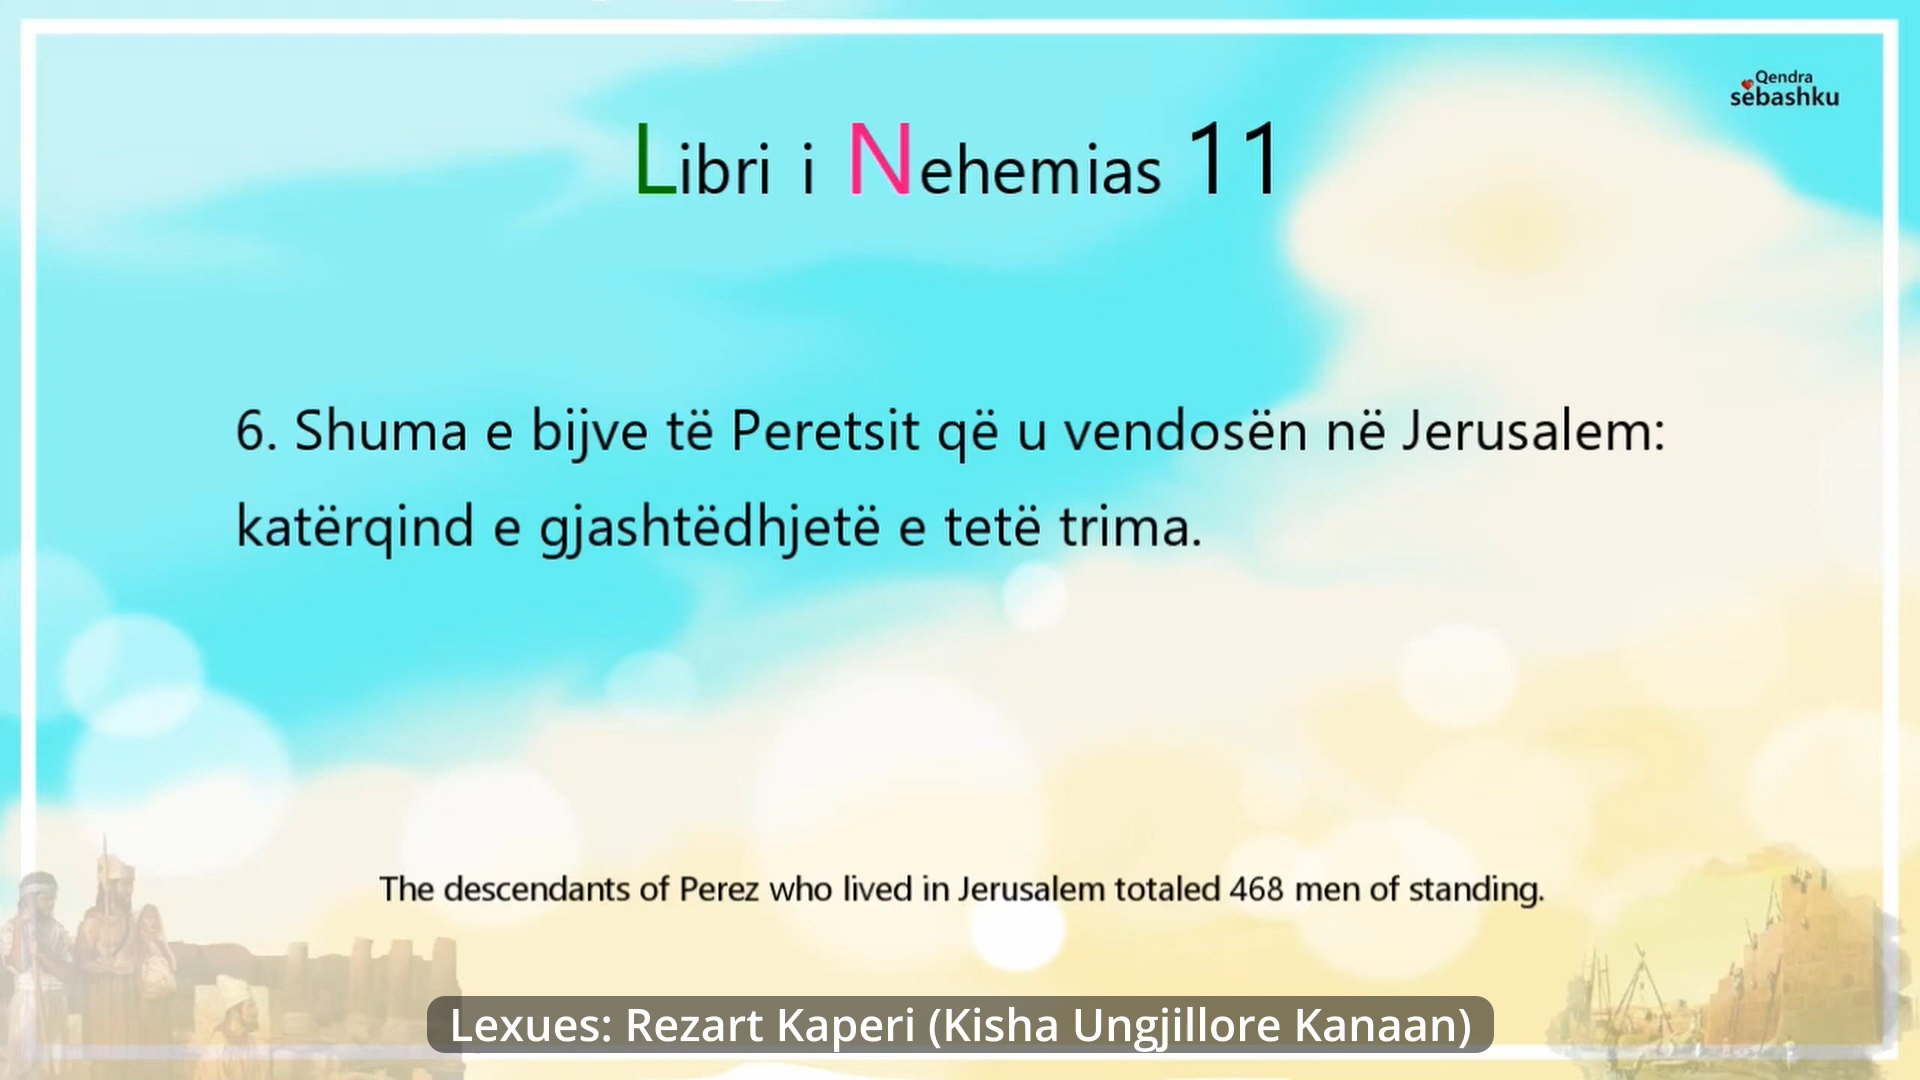 Qendra
sëbashku
Libri i Nehemias 11
6. Shuma e bijve të Peretsit që u vendosën në Jerusalem:
katërqind e gjashtëdhjetë e tetë trima.
The descendants of Perez who lived in Jerusalem totaled 468 men of standing.
Lexues: Rezart Kaperi (Kisha Ungjillore Kanaan)